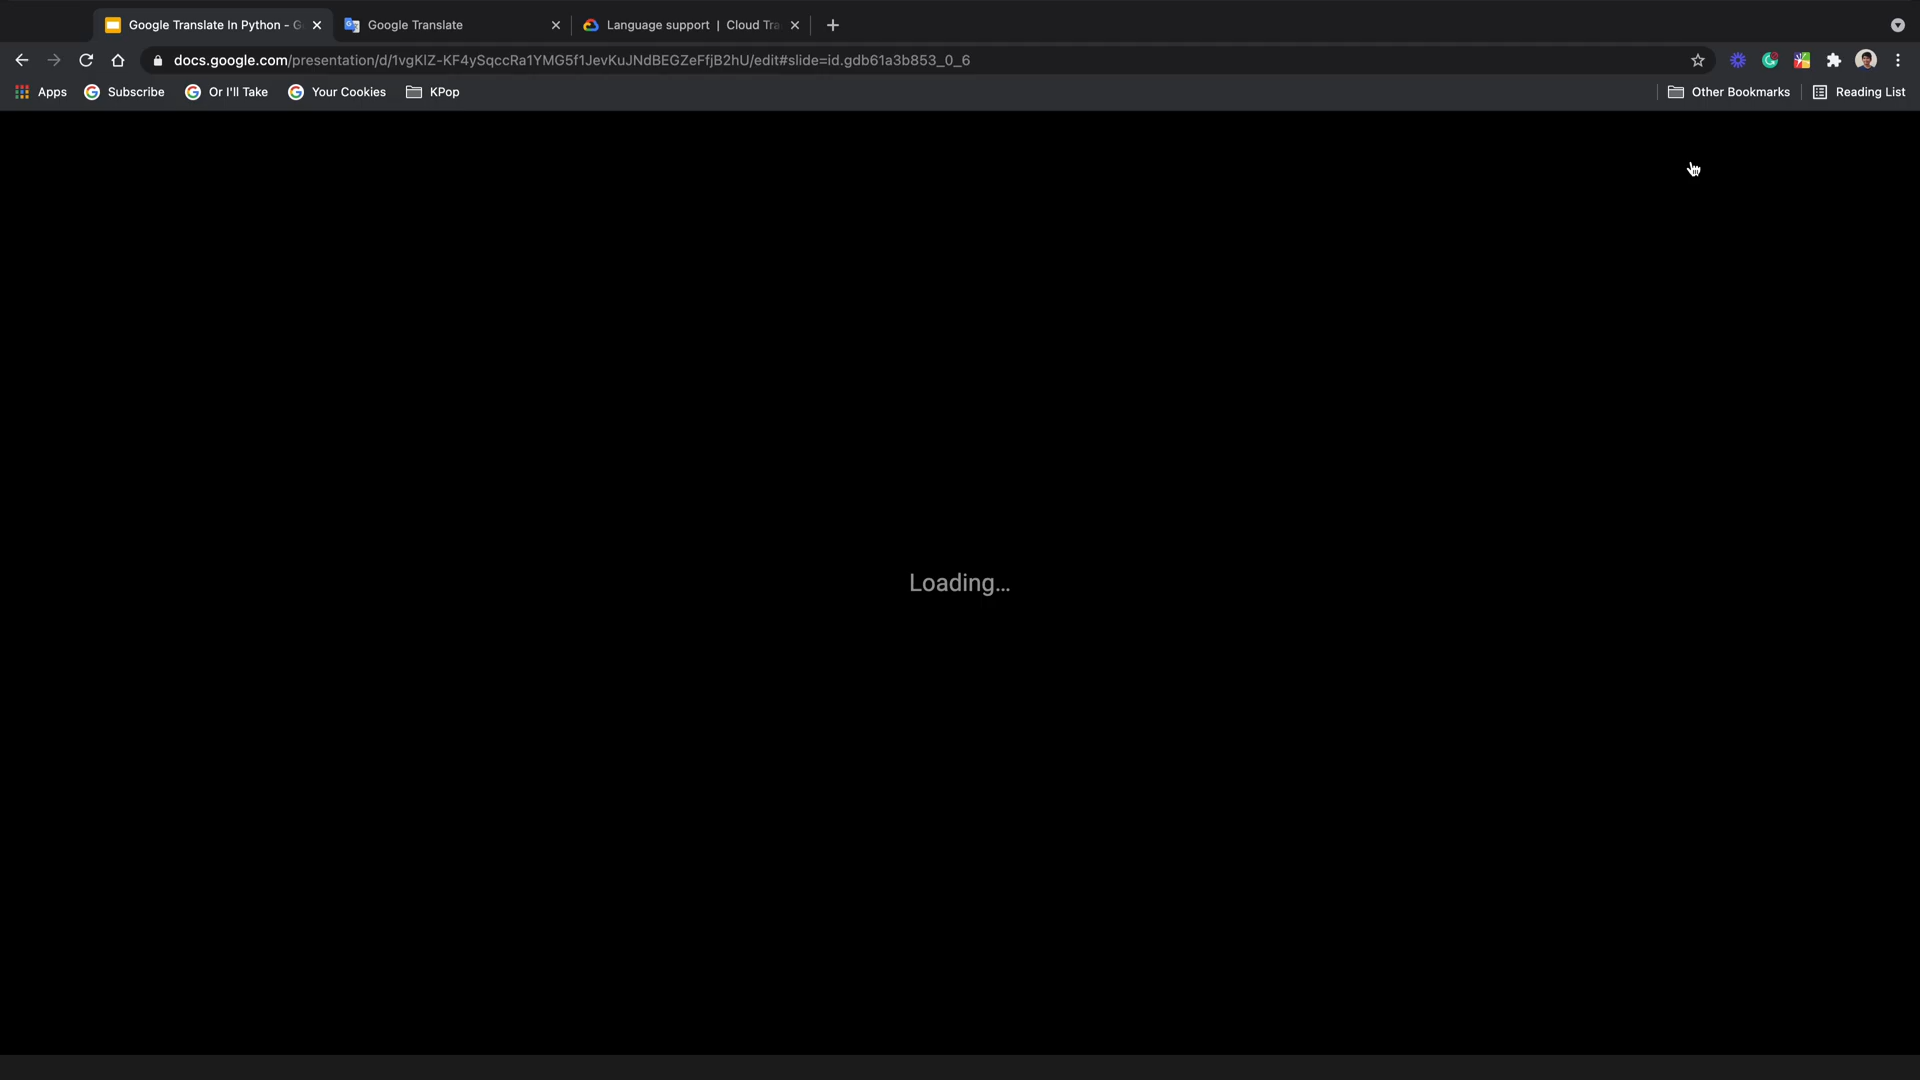 Google Translate In Python - G
Google Translate
Language support | Cloud Tra
docs.google.com/presentation/d/1vgKlZ-KF4ySqccRa1YMG5f1JevKuJNdBEGZeFfjB2hU/edit#slide=id.gdb61a3b853_0_6
Apps
Subscribe
Or I'll Take
Your Cookies
KPop
Other Bookmarks
Reading List
Loading...